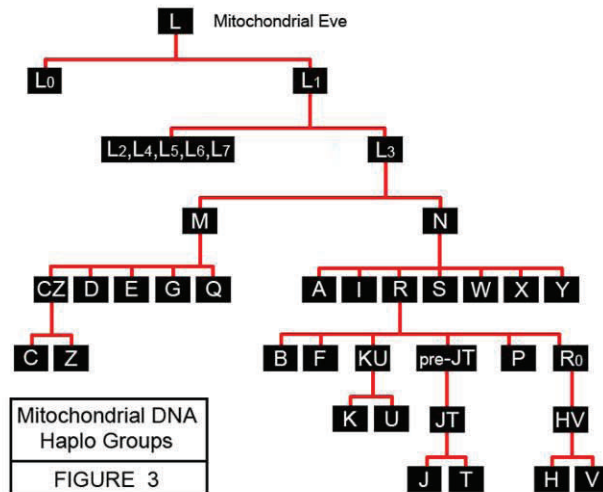 L Mitochondrial Eve
L0 L1
L2,L4,L5,L6,L7 L3
M N
CZ D E G Q A I R S W X Y
C Z B F KU pre-JT P R0
K U JT HV
J T H V
Mitochondrial DNA
Haplo Groups
FIGURE 3